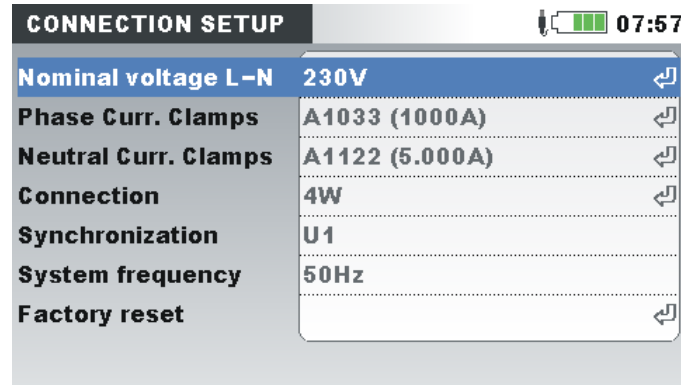 CONNECTION SETUP 07:57
Nominal voltage L-N 230V
Phase Curr. Clamps A1033 (1000A)
Neutral Curr. Clamps A1122 (5.000A)
Connection 4W
Synchronization U1
System frequency 50Hz
Factory reset